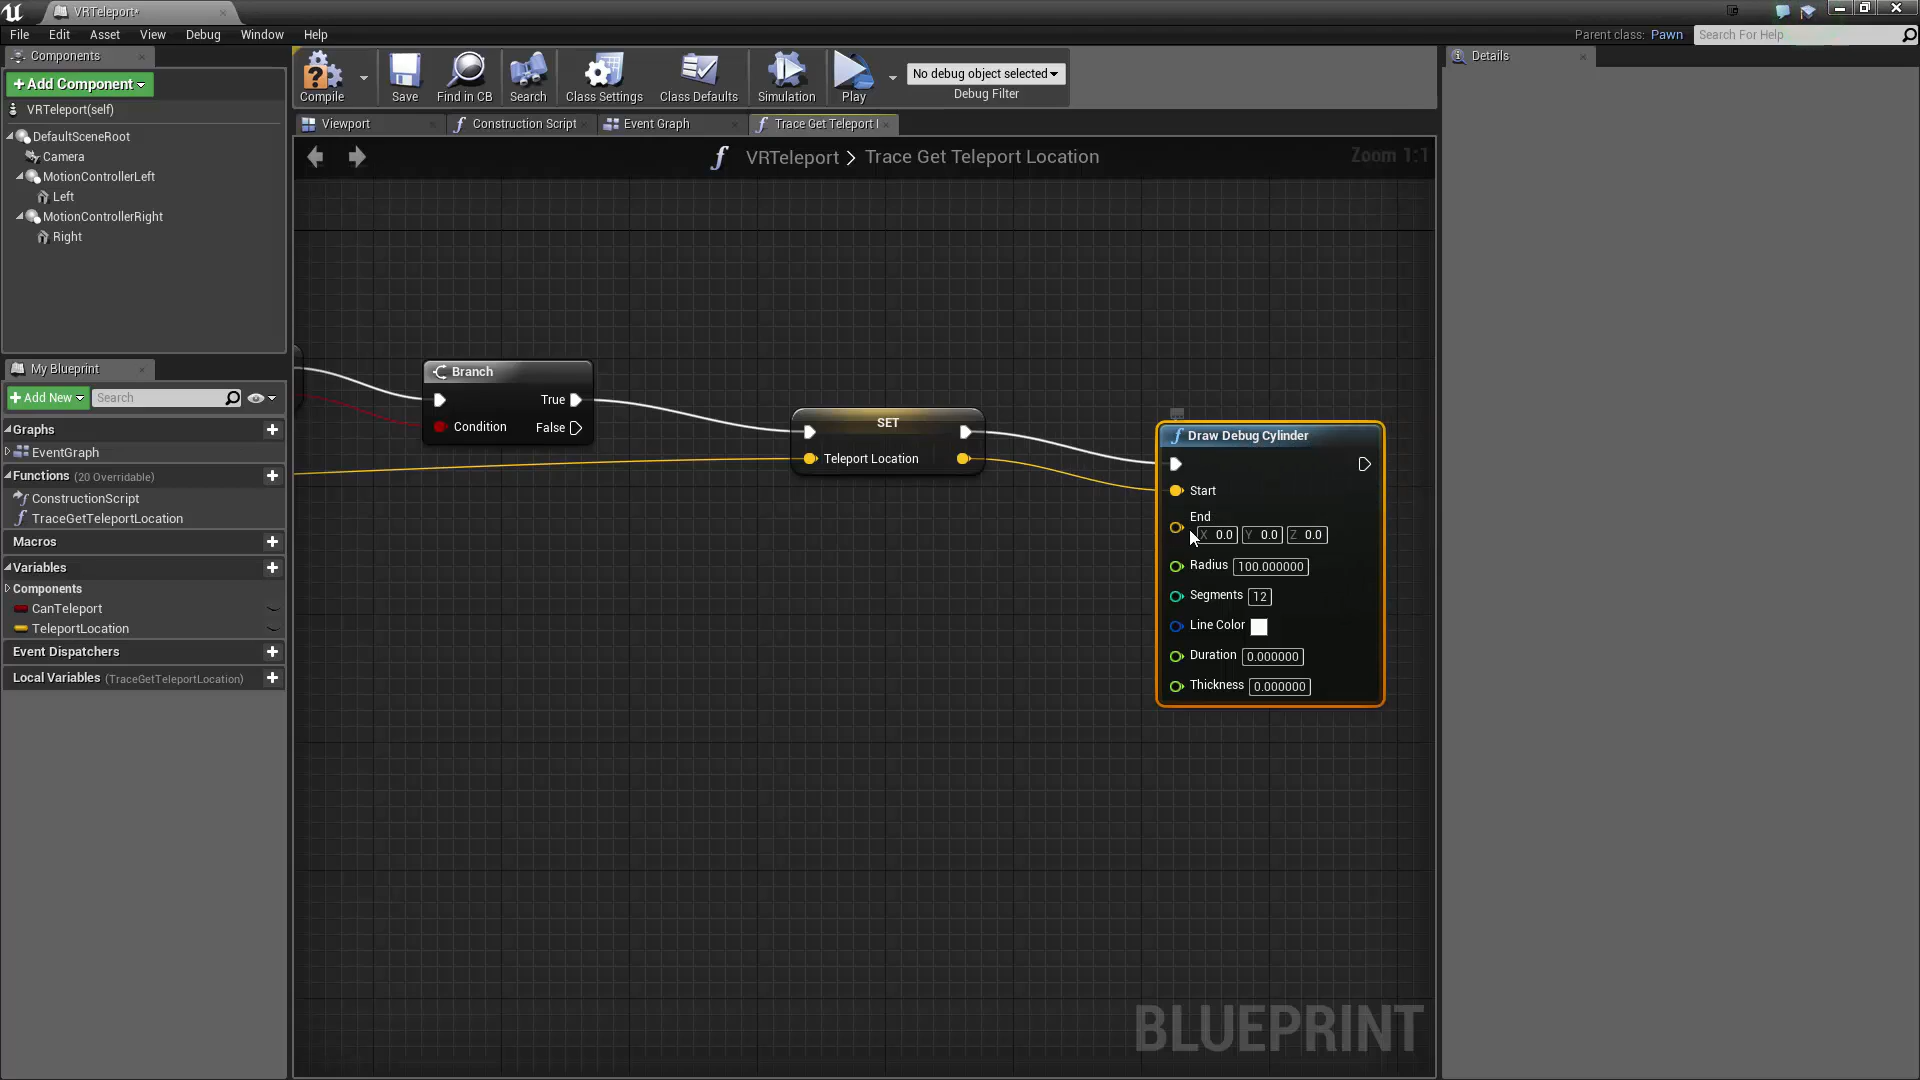 VRTeleport*
File Edit Asset View Debug Window Help
Parent class: Pawn Search For Help
Components
+Add Component
VRTeleport(self)
DefaultSceneRoot
Camera
MotionControllerLeft
Left
MotionControllerRight
Right
My Blueprint
+Add New Search
Graphs
EventGraph
Functions (20 Overridable)
ConstructionScript
TraceGetTeleportLocation
Macros
Variables
Components
CanTeleport
TeleportLocation
Event Dispatchers
Local Variables (TraceGetTeleportLocation)
Compile Save Find in CB Search Class Settings Class Defaults Simulation Play
No debug object selected
Debug Filter
Viewport Construction Script Event Graph Trace Get Teleport l
VRTeleport > Trace Get Teleport Location
Zoom 1:1
Branch
True
Condition False
SET
Teleport Location
Draw Debug Cylinder
Start
End
X 0.0 Y 0.0 Z 0.0
Radius 100.000000
Segments 12
Line Color
Duration 0.000000
Thickness 0.000000
BLUEPRINT
Details